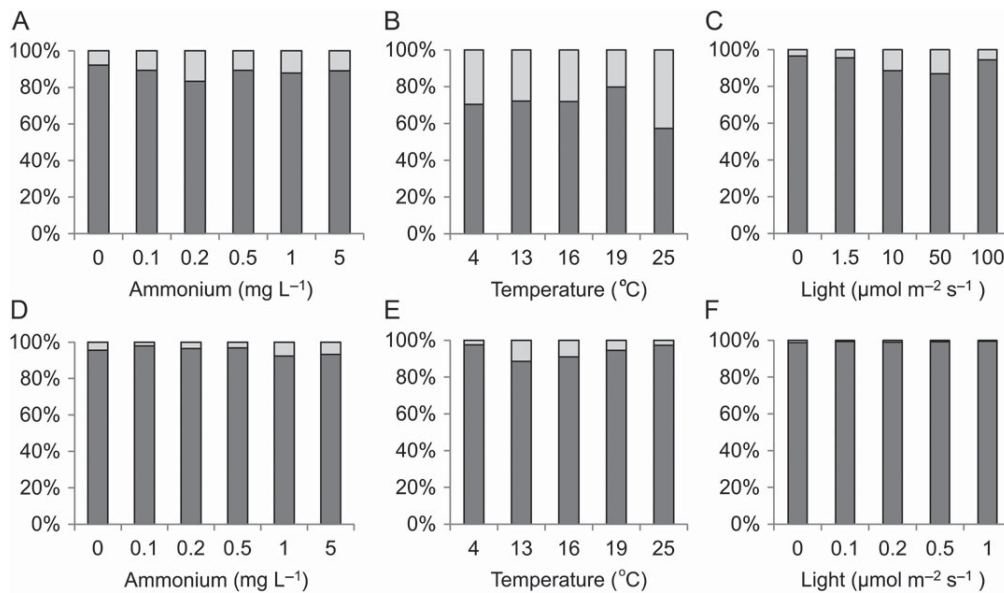 A
100%
80%
60%
40%
20%
0%
0 0.1 0.2 0.5 1 5
Ammonium (mg L⁻¹)
B
100%
80%
60%
40%
20%
0%
4 13 16 19 25
Temperature (°C)
C
100%
80%
60%
40%
20%
0%
0 1.5 10 50 100
Light (µmol m⁻² s⁻¹)
D
100%
80%
60%
40%
20%
0%
0 0.1 0.2 0.5 1 5
Ammonium (mg L⁻¹)
E
100%
80%
60%
40%
20%
0%
4 13 16 19 25
Temperature (°C)
F
100%
80%
60%
40%
20%
0%
0 0.1 0.2 0.5 1
Light (µmol m⁻² s⁻¹)